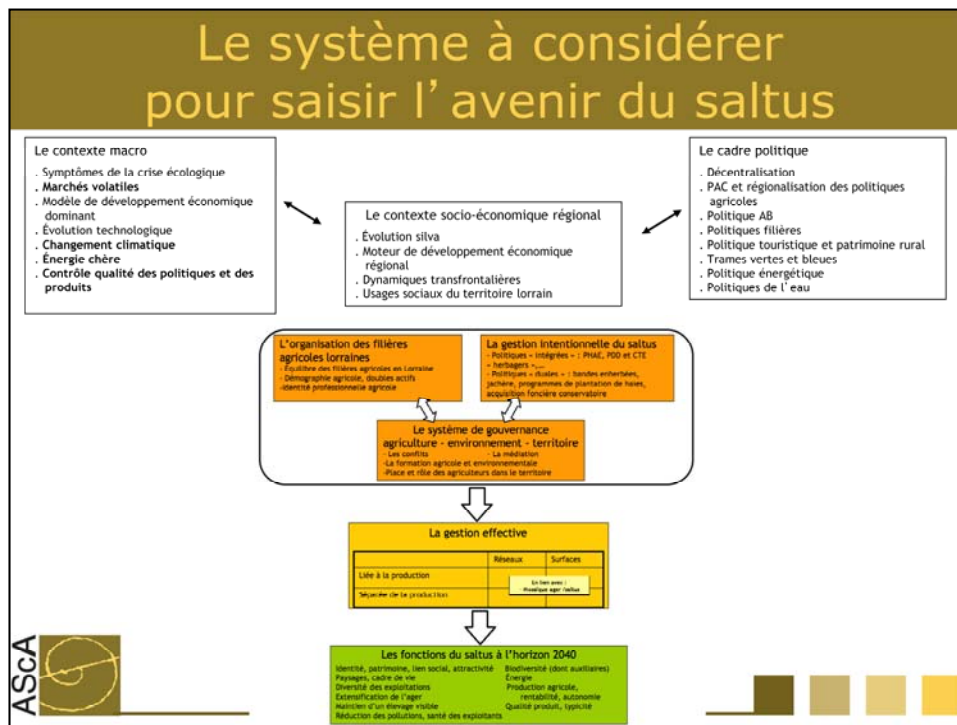 Le système à considérer
pour saisir l'avenir du saltus
Le contexte macro
. Symptômes de la crise écologique
. Marchés volatiles
. Modèle de développement économique
dominant
. Évolution technologique
. Changement climatique
. Énergie chère
. Contrôle qualité des politiques et des
produits
Le contexte socio-économique régional
. Évolution silva
. Moteur de développement économique
régional
. Dynamiques transfrontalières
. Usages sociaux du territoire lorrain
Le cadre politique
. Décentralisation
. PAC et régionalisation des politiques
agricoles
. Politique AB
. Politiques filières
. Politique touristique et patrimoine rural
. Trames vertes et bleues
. Politique énergétique
. Politiques de l'eau
L'organisation des filières
agricoles lorraines
- Équilibre des filières agricoles en Lorraine
- Démographie agricole, doubles actifs
-Identité professionnelle agricole
La gestion intentionnelle du saltus
- Politiques « intégrées » : PHAE, PDD et CTE
« herbagers »,...
- Politiques « duales » : bandes enherbées,
jachère, programmes de plantation de haies,
acquisition foncière conservatoire
Le système de gouvernance
agriculture - environnement - territoire
- Les conflits - La médiation
-La formation agricole et environnementale
-Place et rôle des agriculteurs dans le territoire
La gestion effective
Réseaux Surfaces
Liée à la production
En lien avec :
Mosaïque ager /saltus
Séparée de la production
Les fonctions du saltus à l'horizon 2040
Identité, patrimoine, lien social, attractivité
Paysages, cadre de vie
Diversité des exploitations
Extensification de l'ager
Maintien d'un élevage visible
Réduction des pollutions, santé des exploitants
Biodiversité (dont auxiliaires)
Énergie
Production agricole,
rentabilité, autonomie
Qualité produit, typicité
AScA